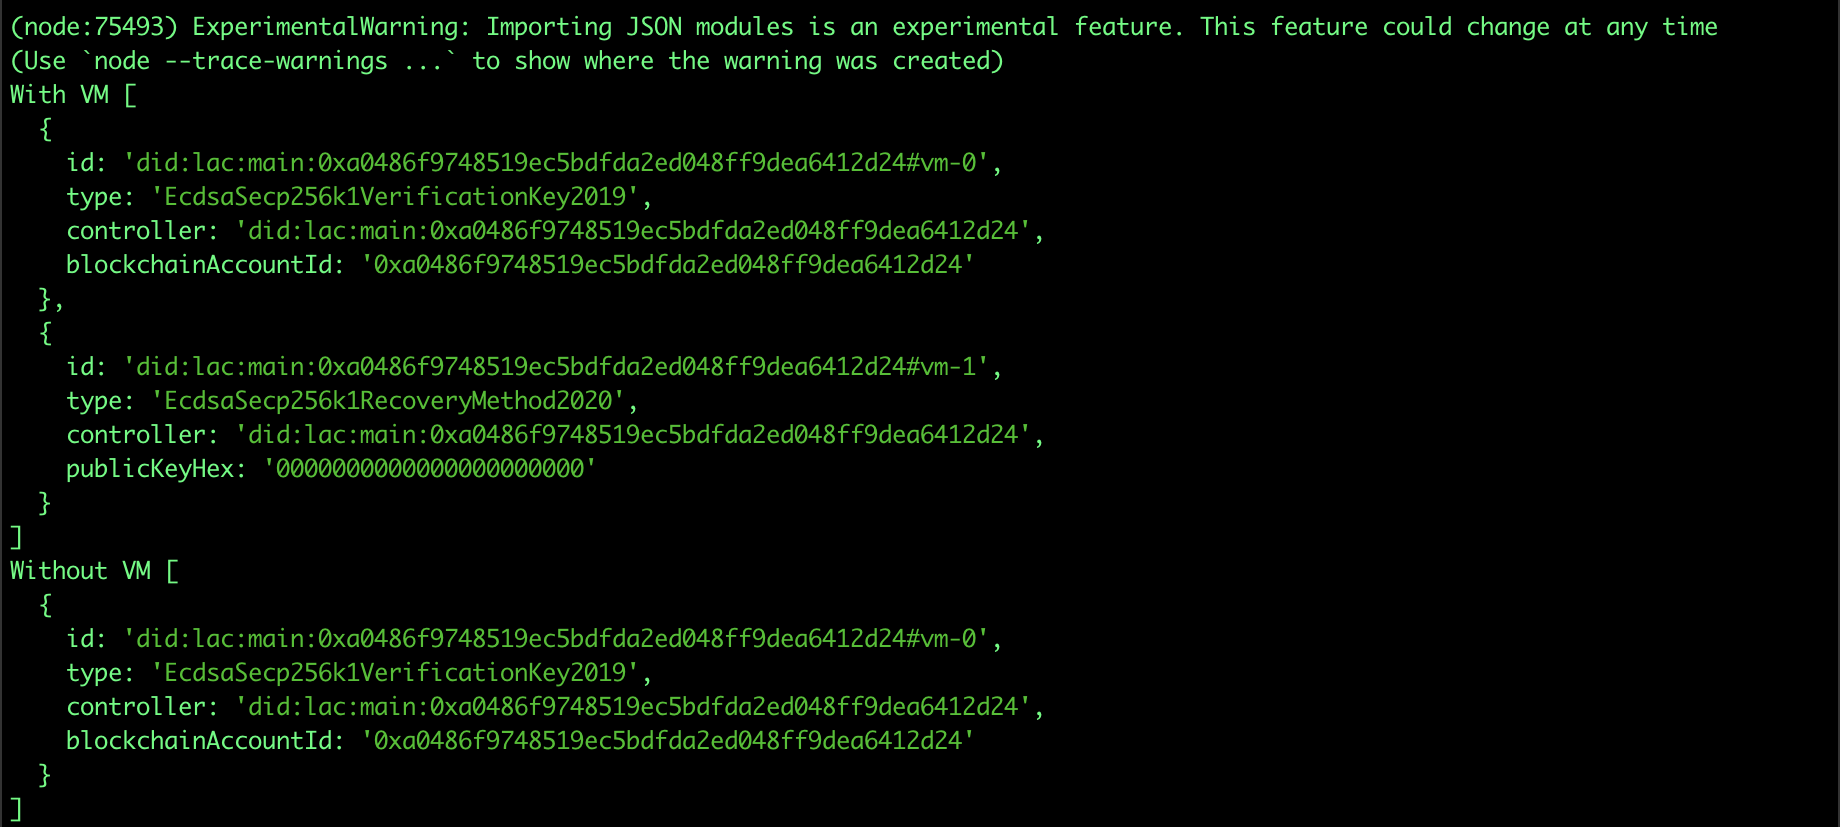 (node:75493) ExperimentalWarning: Importing JSON modules is an experimental feature. This feature could change at any time
(Use `node --trace-warnings ...` to show where the warning was created)
With VM [
  {
    id: 'did:lac:main:0xa0486f9748519ec5bdfda2ed048ff9dea6412d24#vm-0',
    type: 'EcdsaSecp256k1VerificationKey2019',
    controller: 'did:lac:main:0xa0486f9748519ec5bdfda2ed048ff9dea6412d24',
    blockchainAccountId: '0xa0486f9748519ec5bdfda2ed048ff9dea6412d24'
  },
  {
    id: 'did:lac:main:0xa0486f9748519ec5bdfda2ed048ff9dea6412d24#vm-1',
    type: 'EcdsaSecp256k1RecoveryMethod2020',
    controller: 'did:lac:main:0xa0486f9748519ec5bdfda2ed048ff9dea6412d24',
    publicKeyHex: '0000000000000000000000'
  }
]
Without VM [
  {
    id: 'did:lac:main:0xa0486f9748519ec5bdfda2ed048ff9dea6412d24#vm-0',
    type: 'EcdsaSecp256k1VerificationKey2019',
    controller: 'did:lac:main:0xa0486f9748519ec5bdfda2ed048ff9dea6412d24',
    blockchainAccountId: '0xa0486f9748519ec5bdfda2ed048ff9dea6412d24'
  }
]